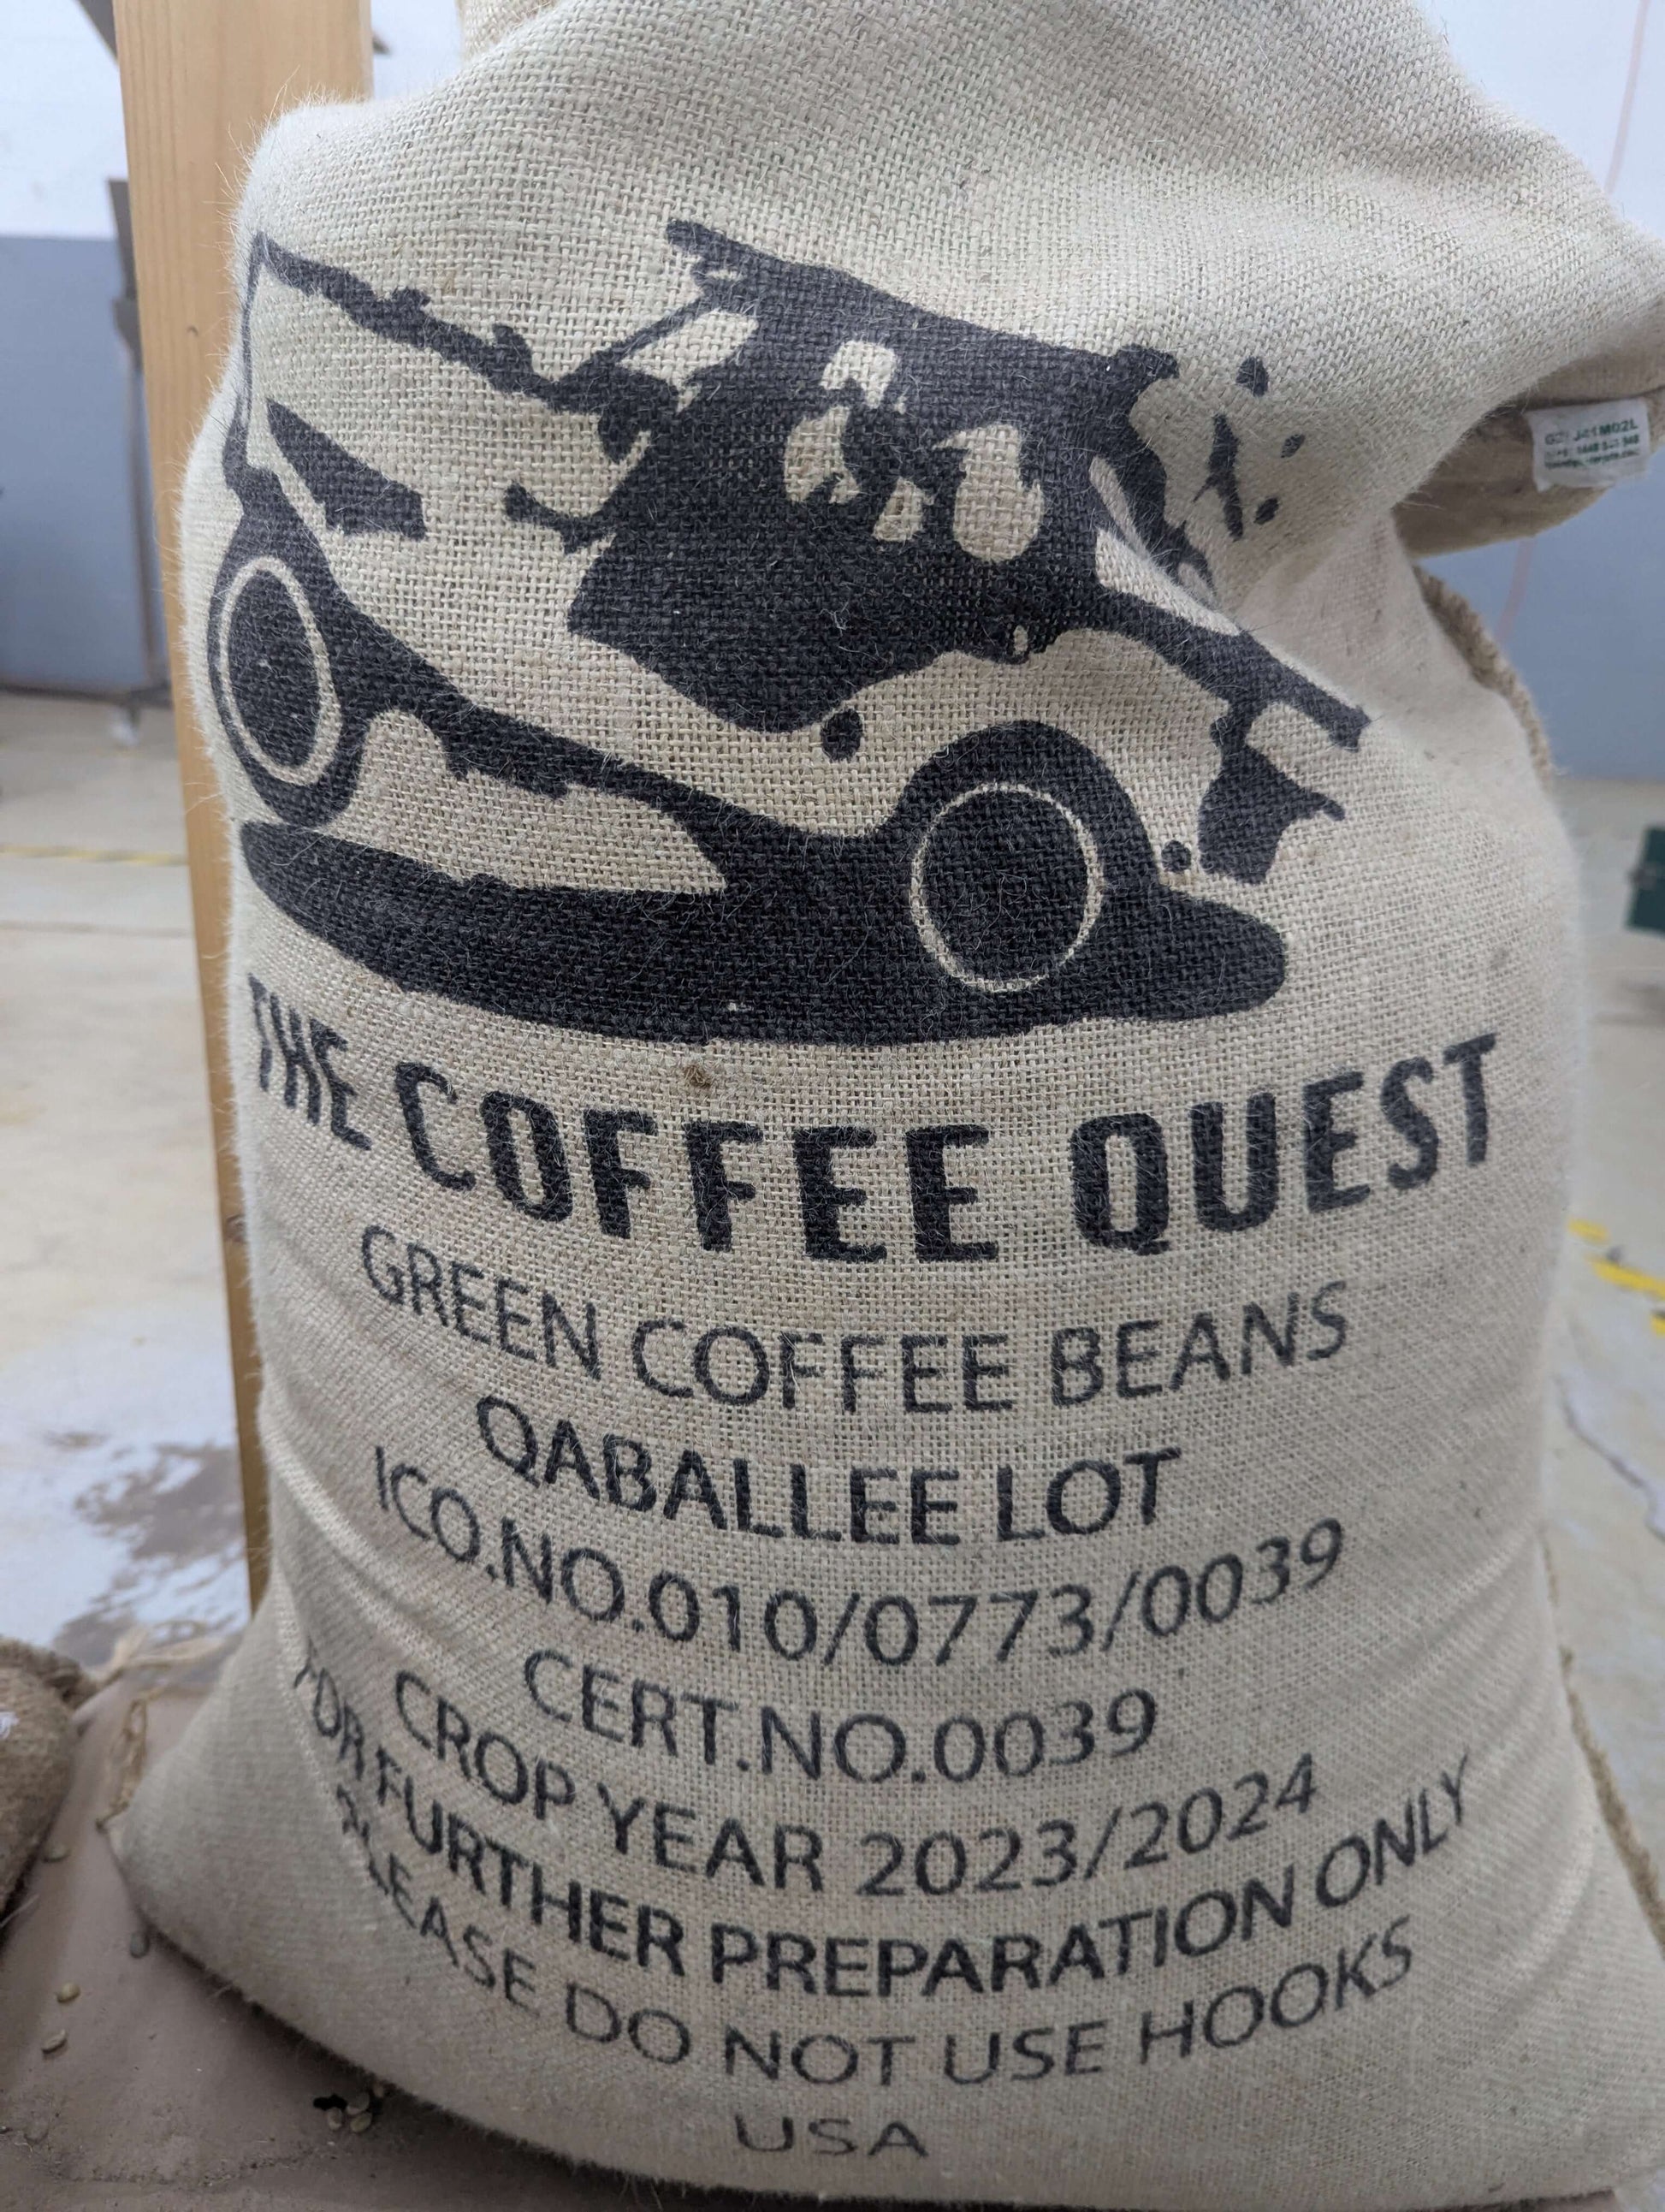 THE COFFEE QUEST
GREEN COFFEE BEANS
QABALLEE LOT
ICO.NO.010/0773/0039
CERT.NO.0039
CROP YEAR 2023/2024
FOR FURTHER PREPARATION ONLY
PLEASE DO NOT USE HOOKS
USA